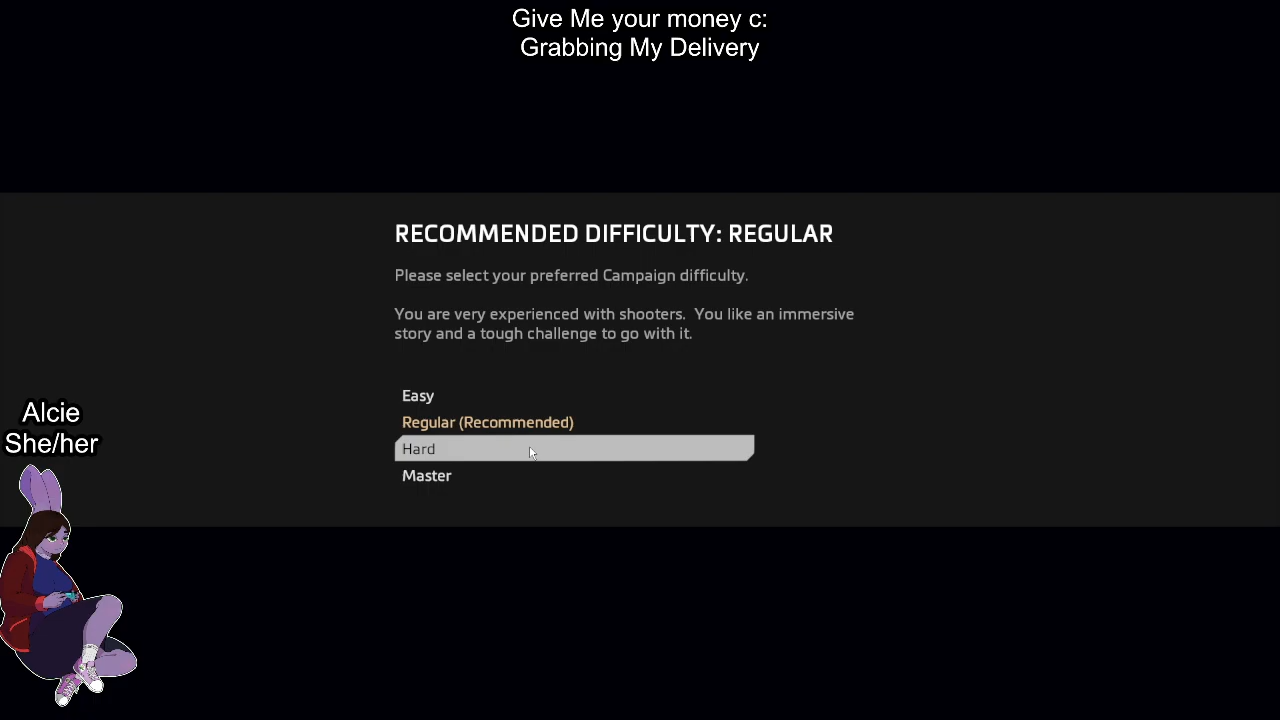 Give Me your money c:
Grabbing My Delivery
RECOMMENDED DIFFICULTY: REGULAR
Please select your preferred Campaign difficulty.
You are very experienced with shooters. You like an immersive
story and a tough challenge to go with it.
Easy
Regular (Recommended)
Hard
Master
Alcie
She/her